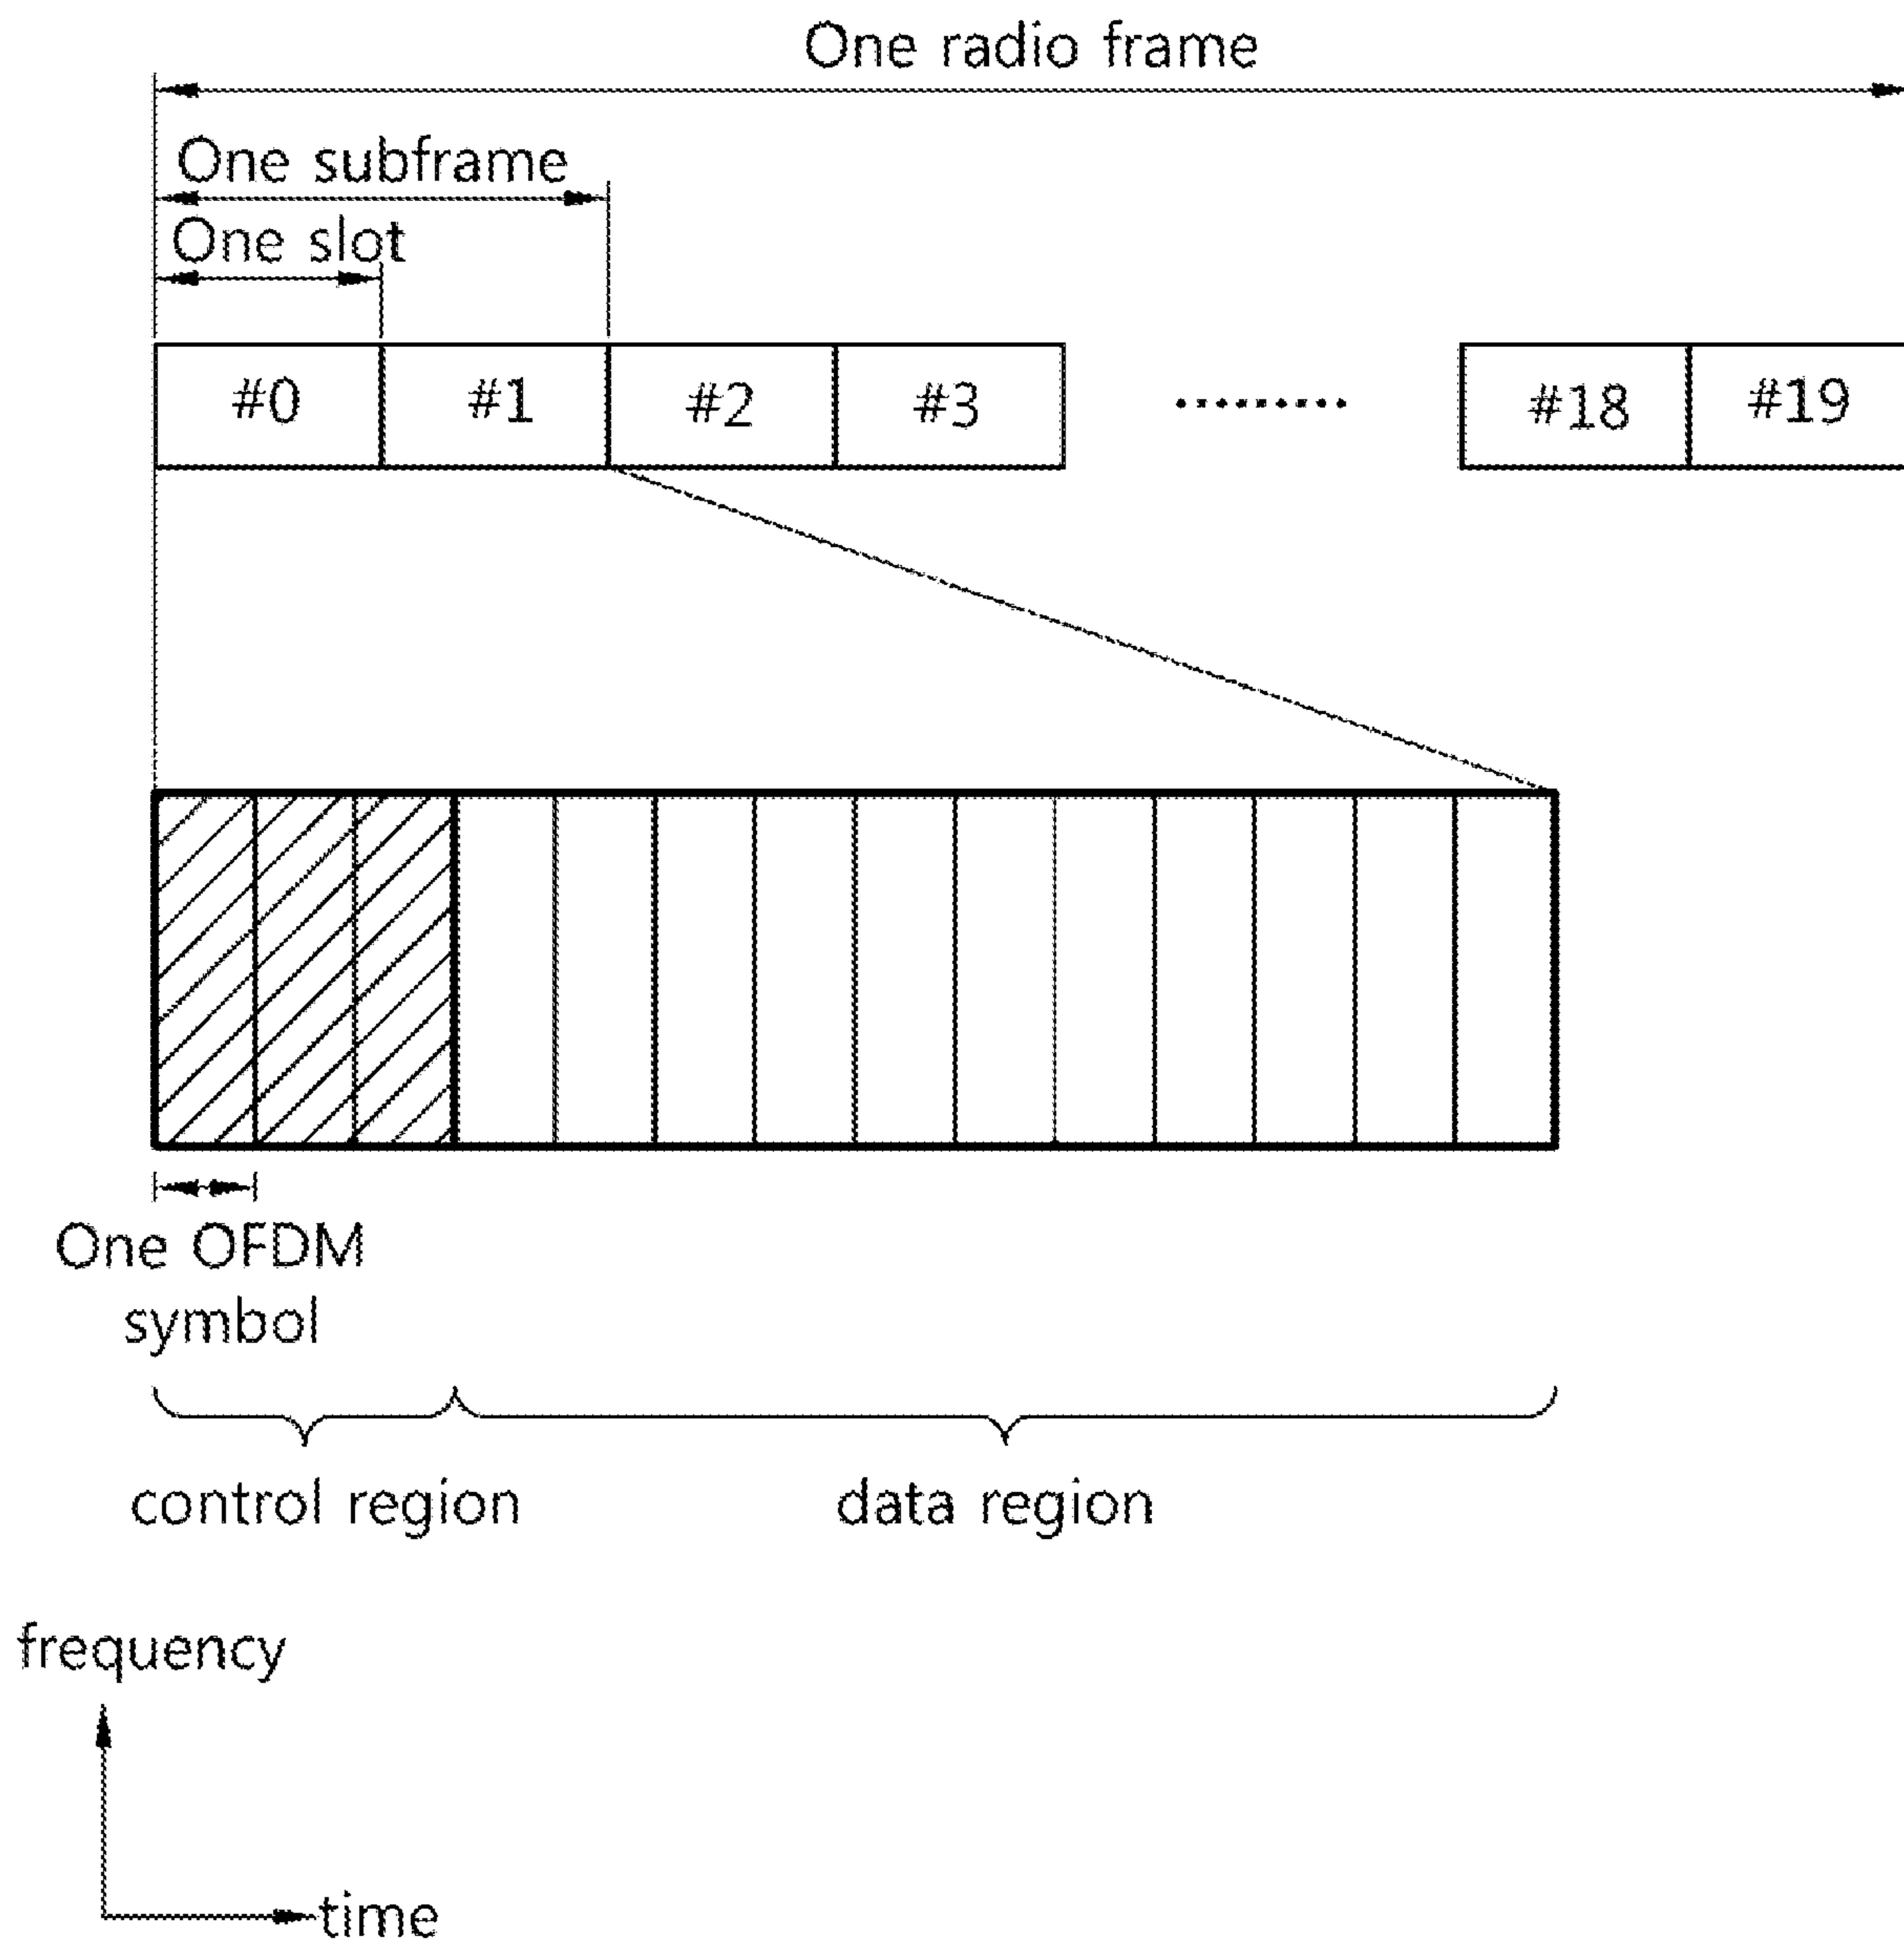 One radio frame
One subframe
One slot
#0 #1 #2 #3 ......... #18 #19
One OFDM
symbol
control region data region
frequency
time